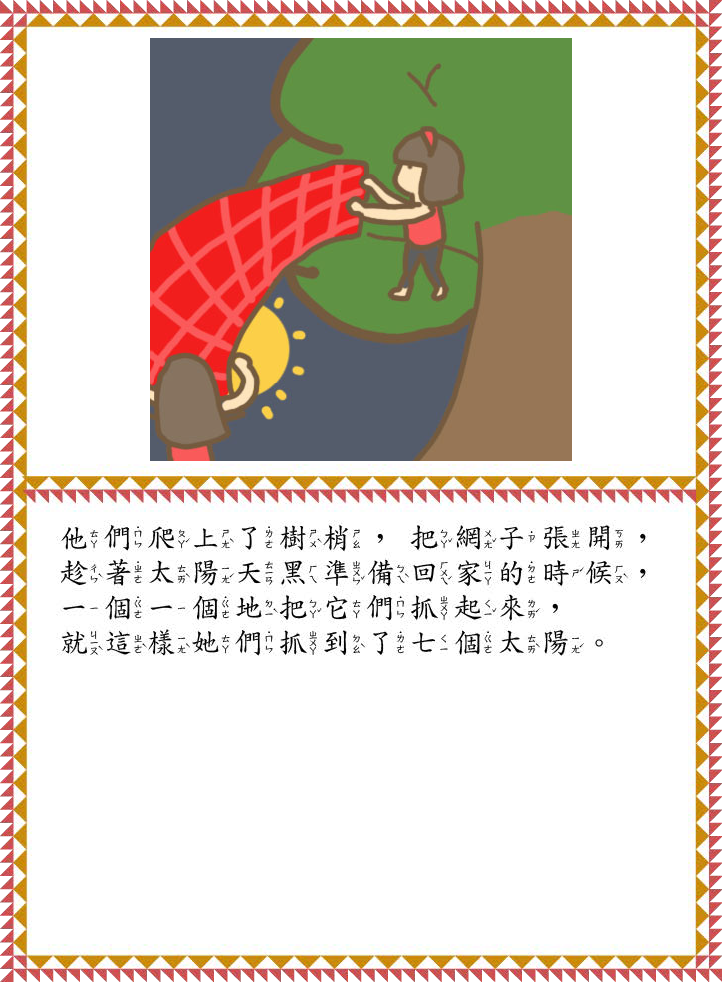 他們爬上了樹梢， 把網子張開，
趁著太陽天黑準備回家的時候，
一個一個地把它們抓起來，
就這樣她們抓到了七個太陽。